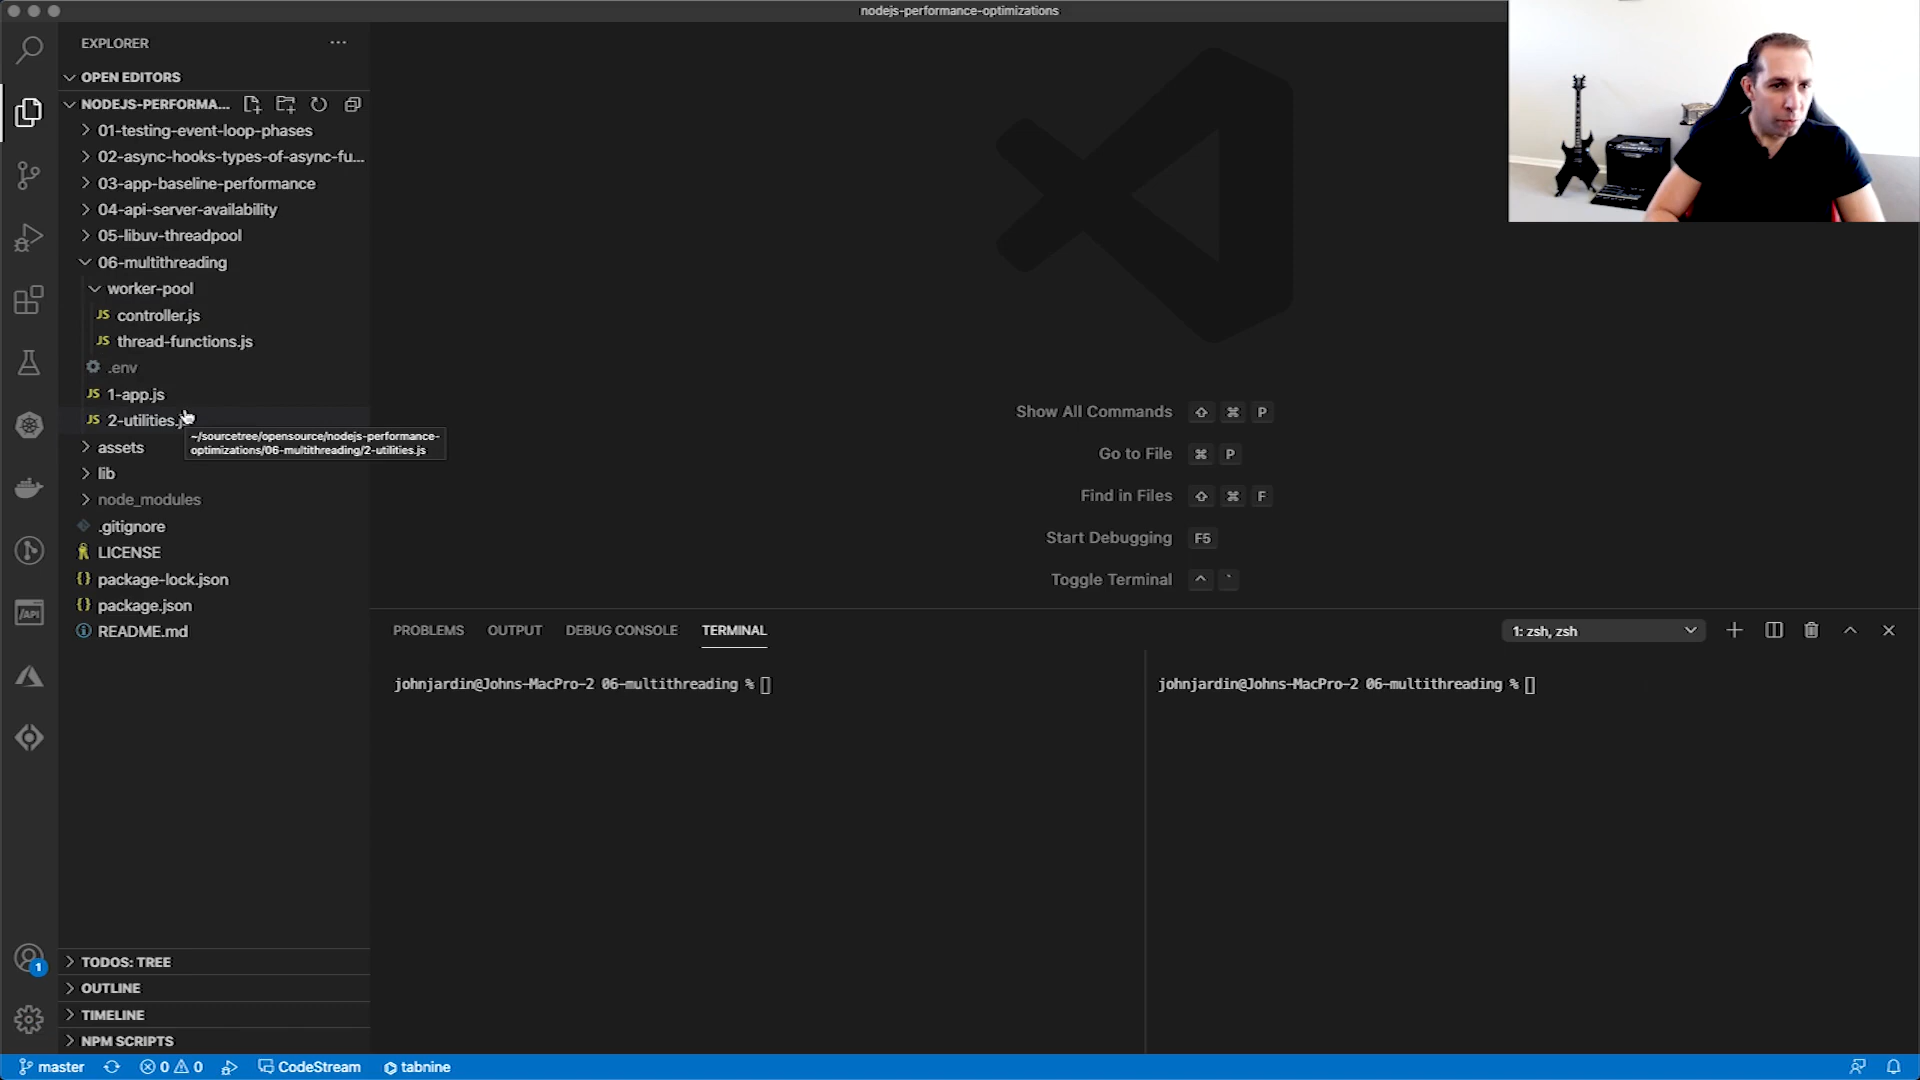 nodejs-performance-optimizations
EXPLORER
OPEN EDITORS
NODEJS-PERFORMA...
01-testing-event-loop-phases
02-async-hooks-types-of-async-fu...
03-app-baseline-performance
04-api-server-availability
05-libuv-threadpool
06-multithreading
worker-pool
JS controller.js
JS thread-functions.js
.env
JS 1-app.js
JS 2-utilities.js
~/sourcetree/opensource/nodejs-performance-
optimizations/06-multithreading/2-utilities.js
assets
lib
node_modules
.gitignore
LICENSE
{} package-lock.json
{} package.json
README.md
TODOS: TREE
OUTLINE
TIMELINE
NPM SCRIPTS
/API
1
Show All Commands ⇧ ⌘ P
Go to File ⌘ P
Find in Files ⇧ ⌘ F
Start Debugging F5
Toggle Terminal ^ `
PROBLEMS OUTPUT DEBUG CONSOLE TERMINAL
1: zsh, zsh
johnjardin@Johns-MacPro-2 06-multithreading %
johnjardin@Johns-MacPro-2 06-multithreading %
master 0 0 CodeStream tabnine